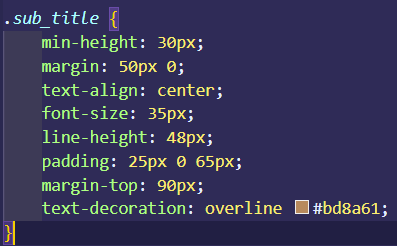 .sub_title {
min-height: 30px;
margin: 50px 0;
text-align: center;
font-size: 35px;
line-height: 48px;
padding: 25px 0 65px;
margin-top: 90px;
text-decoration: overline #bd8a61;
}